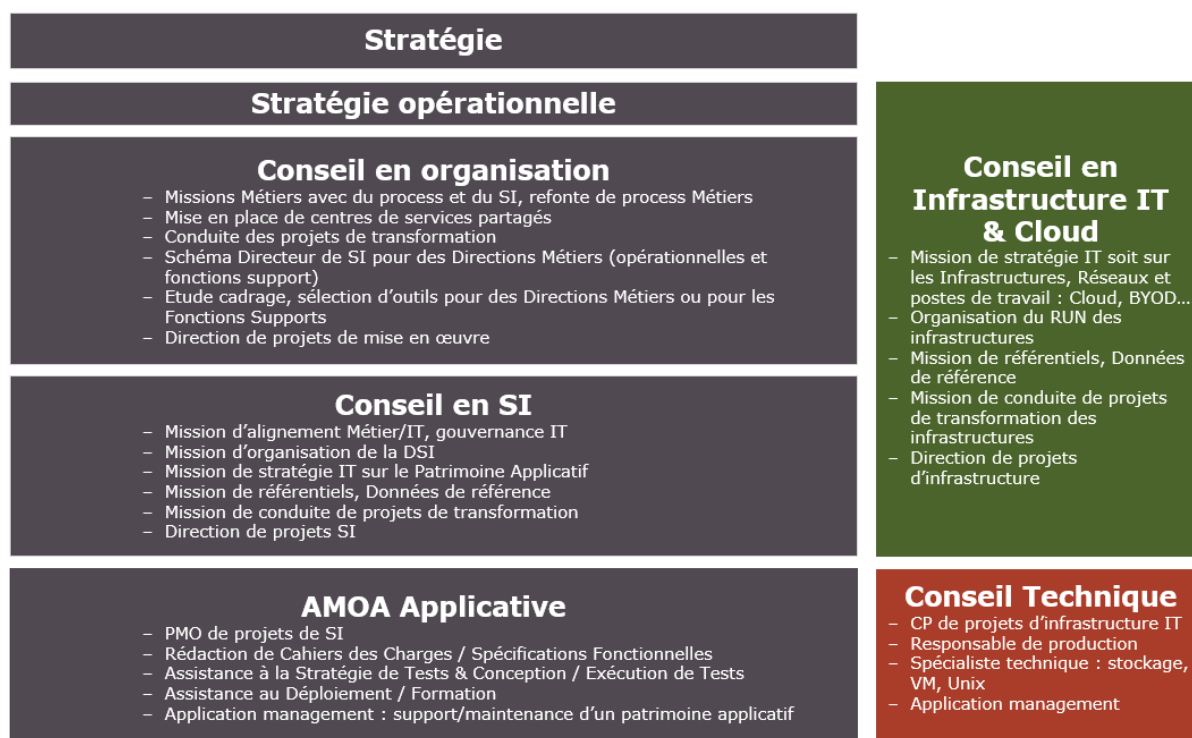 Stratégie
Stratégie opérationnelle
Conseil en organisation
– Missions Métiers avec du process et du SI, refonte de process Métiers
– Mise en place de centres de services partagés
– Conduite des projets de transformation
– Schéma Directeur de SI pour des Directions Métiers (opérationnelles et
fonctions support)
– Etude cadrage, sélection d'outils pour des Directions Métiers ou pour les
Fonctions Supports
– Direction de projets de mise en œuvre
Conseil en SI
– Mission d'alignement Métier/IT, gouvernance IT
– Mission d'organisation de la DSI
– Mission de stratégie IT sur le Patrimoine Applicatif
– Mission de référentiels, Données de référence
– Mission de conduite de projets de transformation
– Direction de projets SI
AMOA Applicative
– PMO de projets de SI
– Rédaction de Cahiers des Charges / Spécifications Fonctionnelles
– Assistance à la Stratégie de Tests & Conception / Exécution de Tests
– Assistance au Déploiement / Formation
– Application management : support/maintenance d'un patrimoine applicatif
Conseil en
Infrastructure IT
& Cloud
– Mission de stratégie IT soit sur
les Infrastructures, Réseaux et
postes de travail : Cloud, BYOD…
– Organisation du RUN des
infrastructures
– Mission de référentiels, Données
de référence
– Mission de conduite de projets
de transformation des
infrastructures
– Direction de projets
d'infrastructure
Conseil Technique
– CP de projets d'infrastructure IT
– Responsable de production
– Spécialiste technique : stockage,
VM, Unix
– Application management